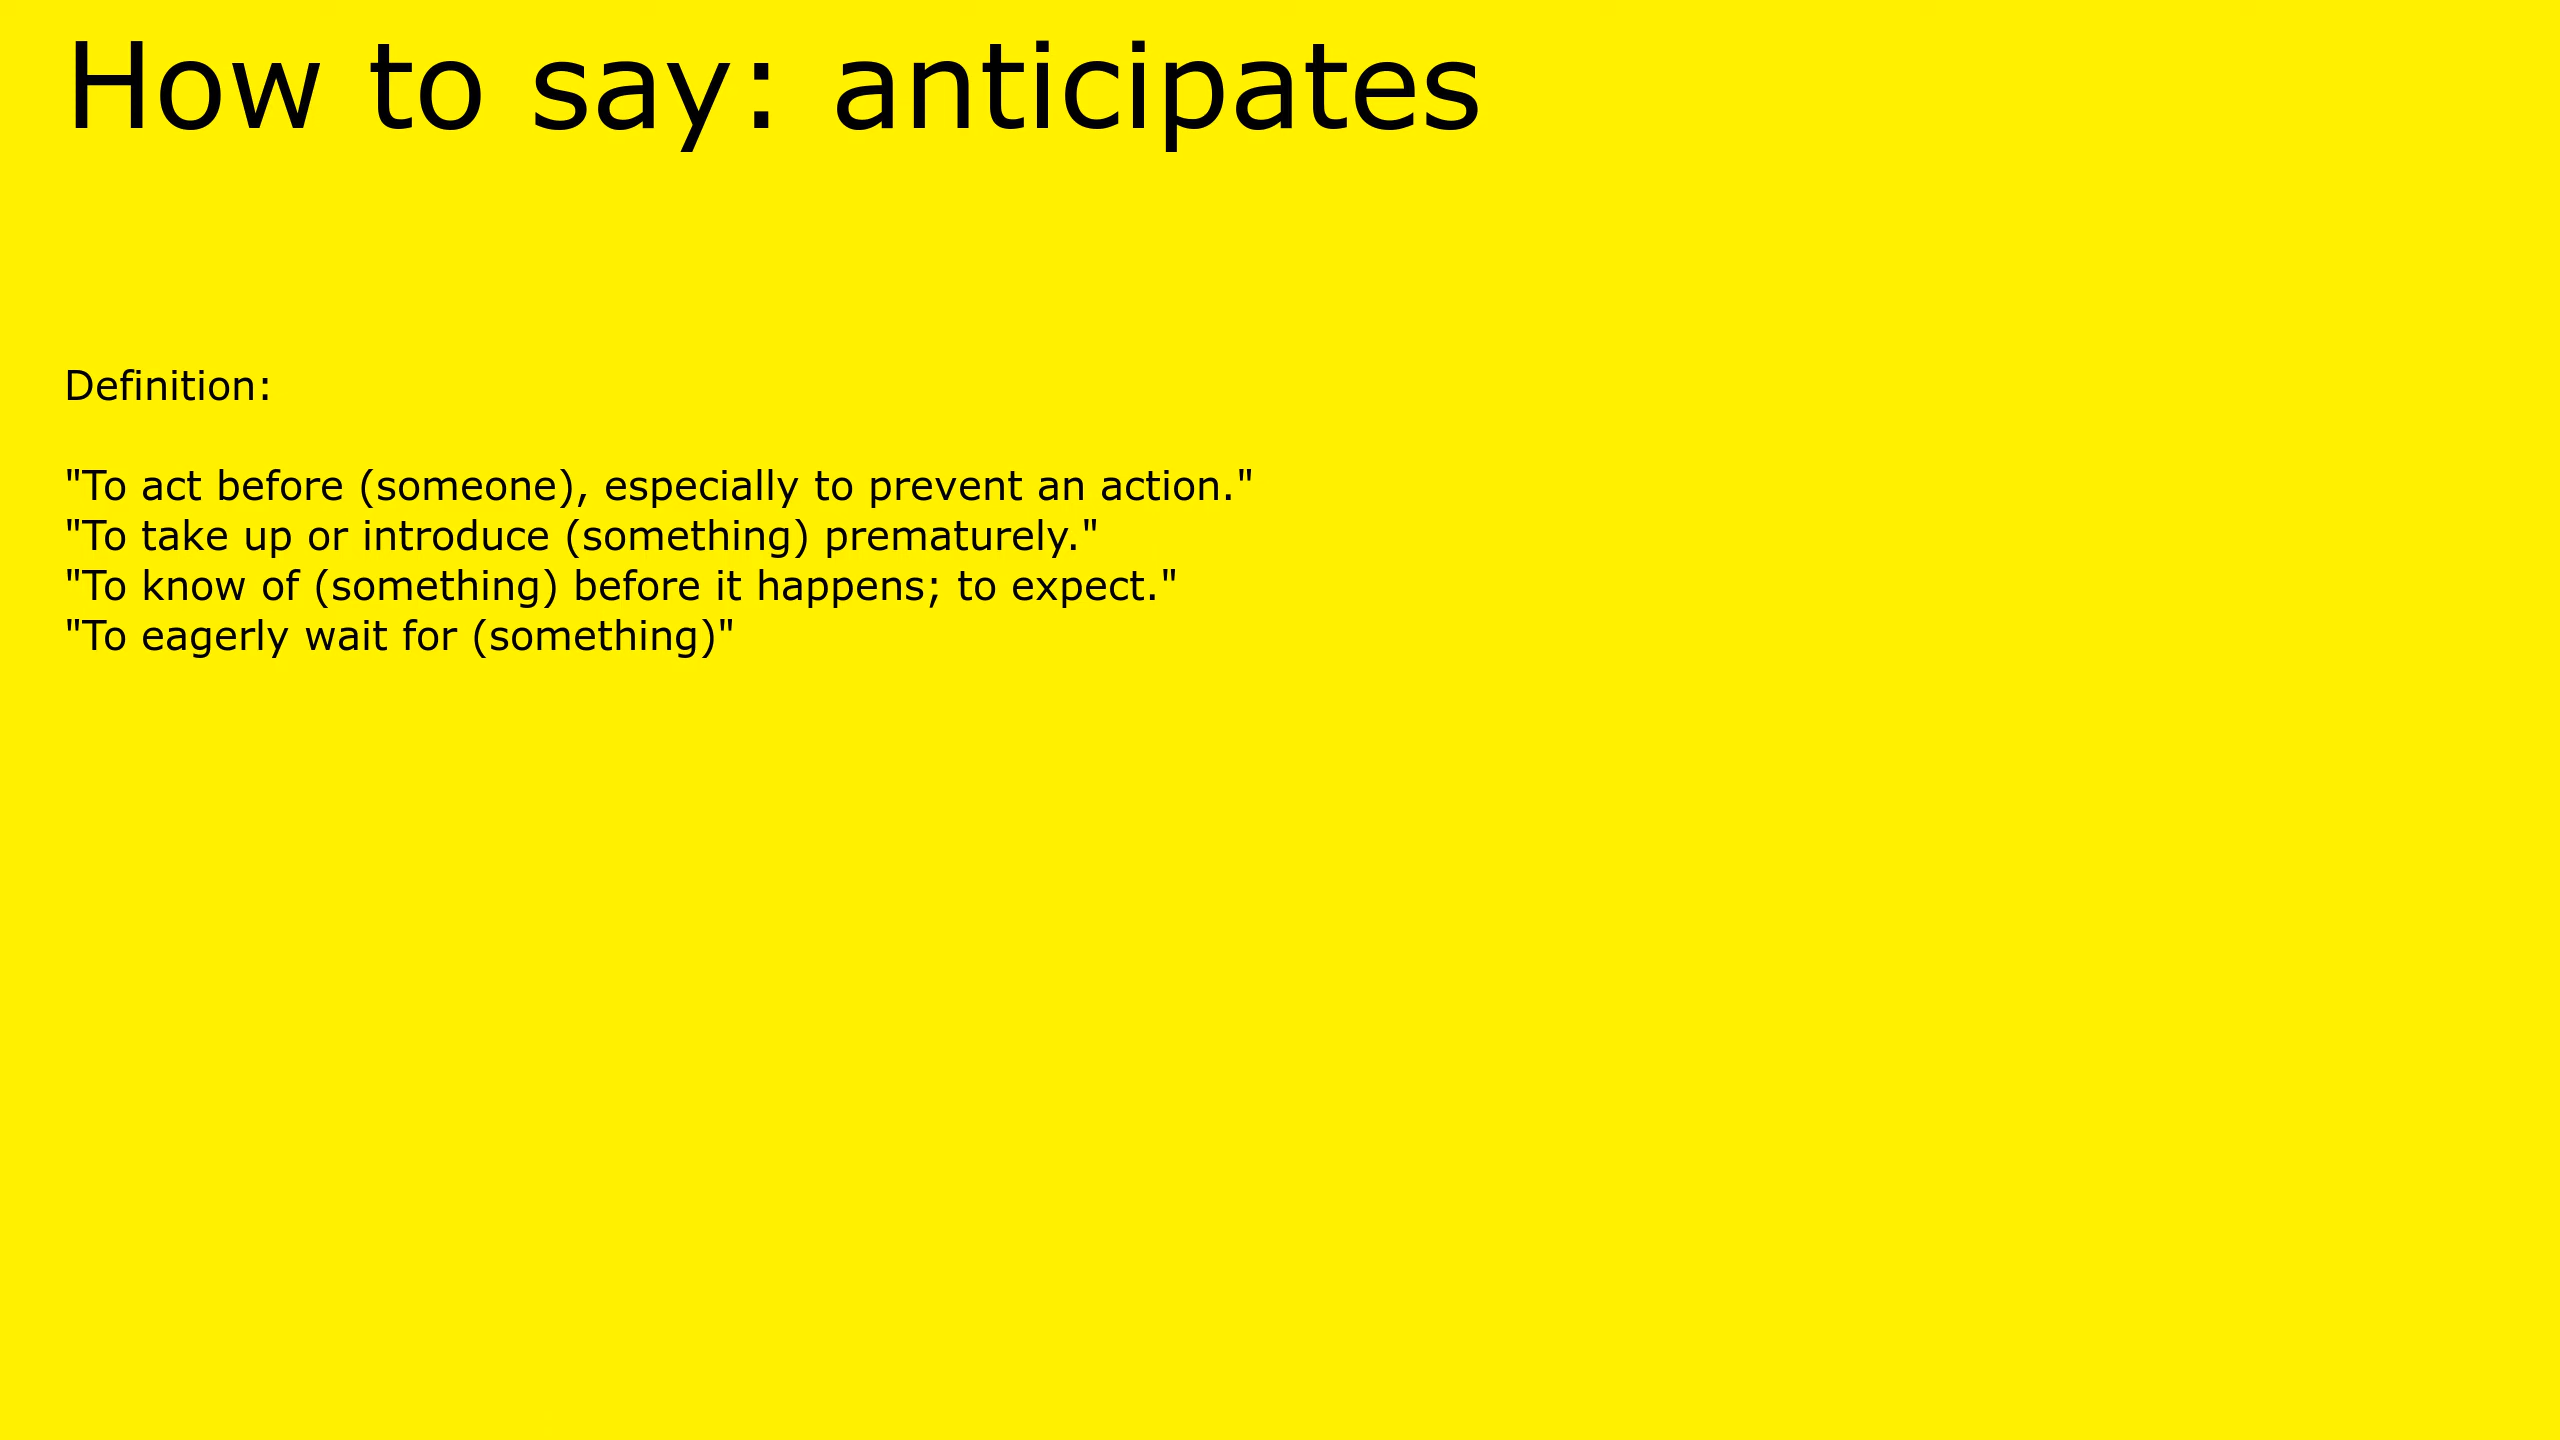 How to say: anticipates
Definition:
"To act before (someone), especially to prevent an action."
"To take up or introduce (something) prematurely."
"To know of (something) before it happens; to expect."
"To eagerly wait for (something)"